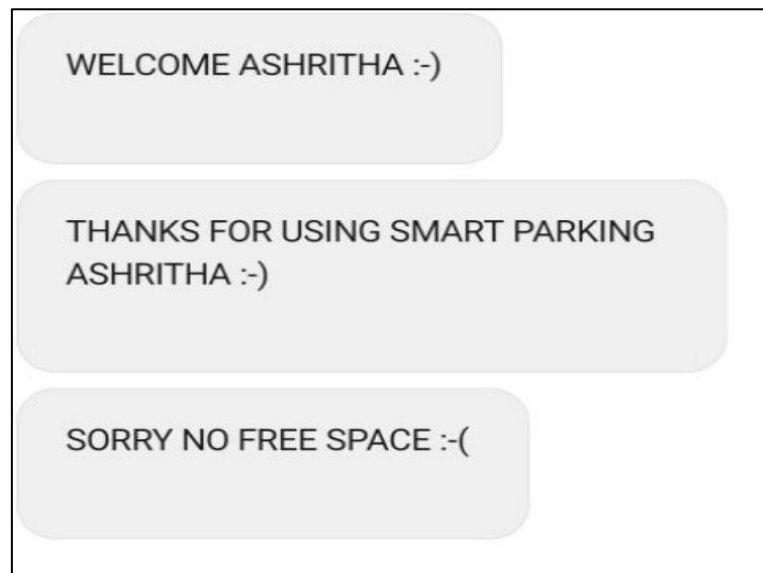 WELCOME ASHRITHA :-)
THANKS FOR USING SMART PARKING
ASHRITHA :-)
SORRY NO FREE SPACE :-(